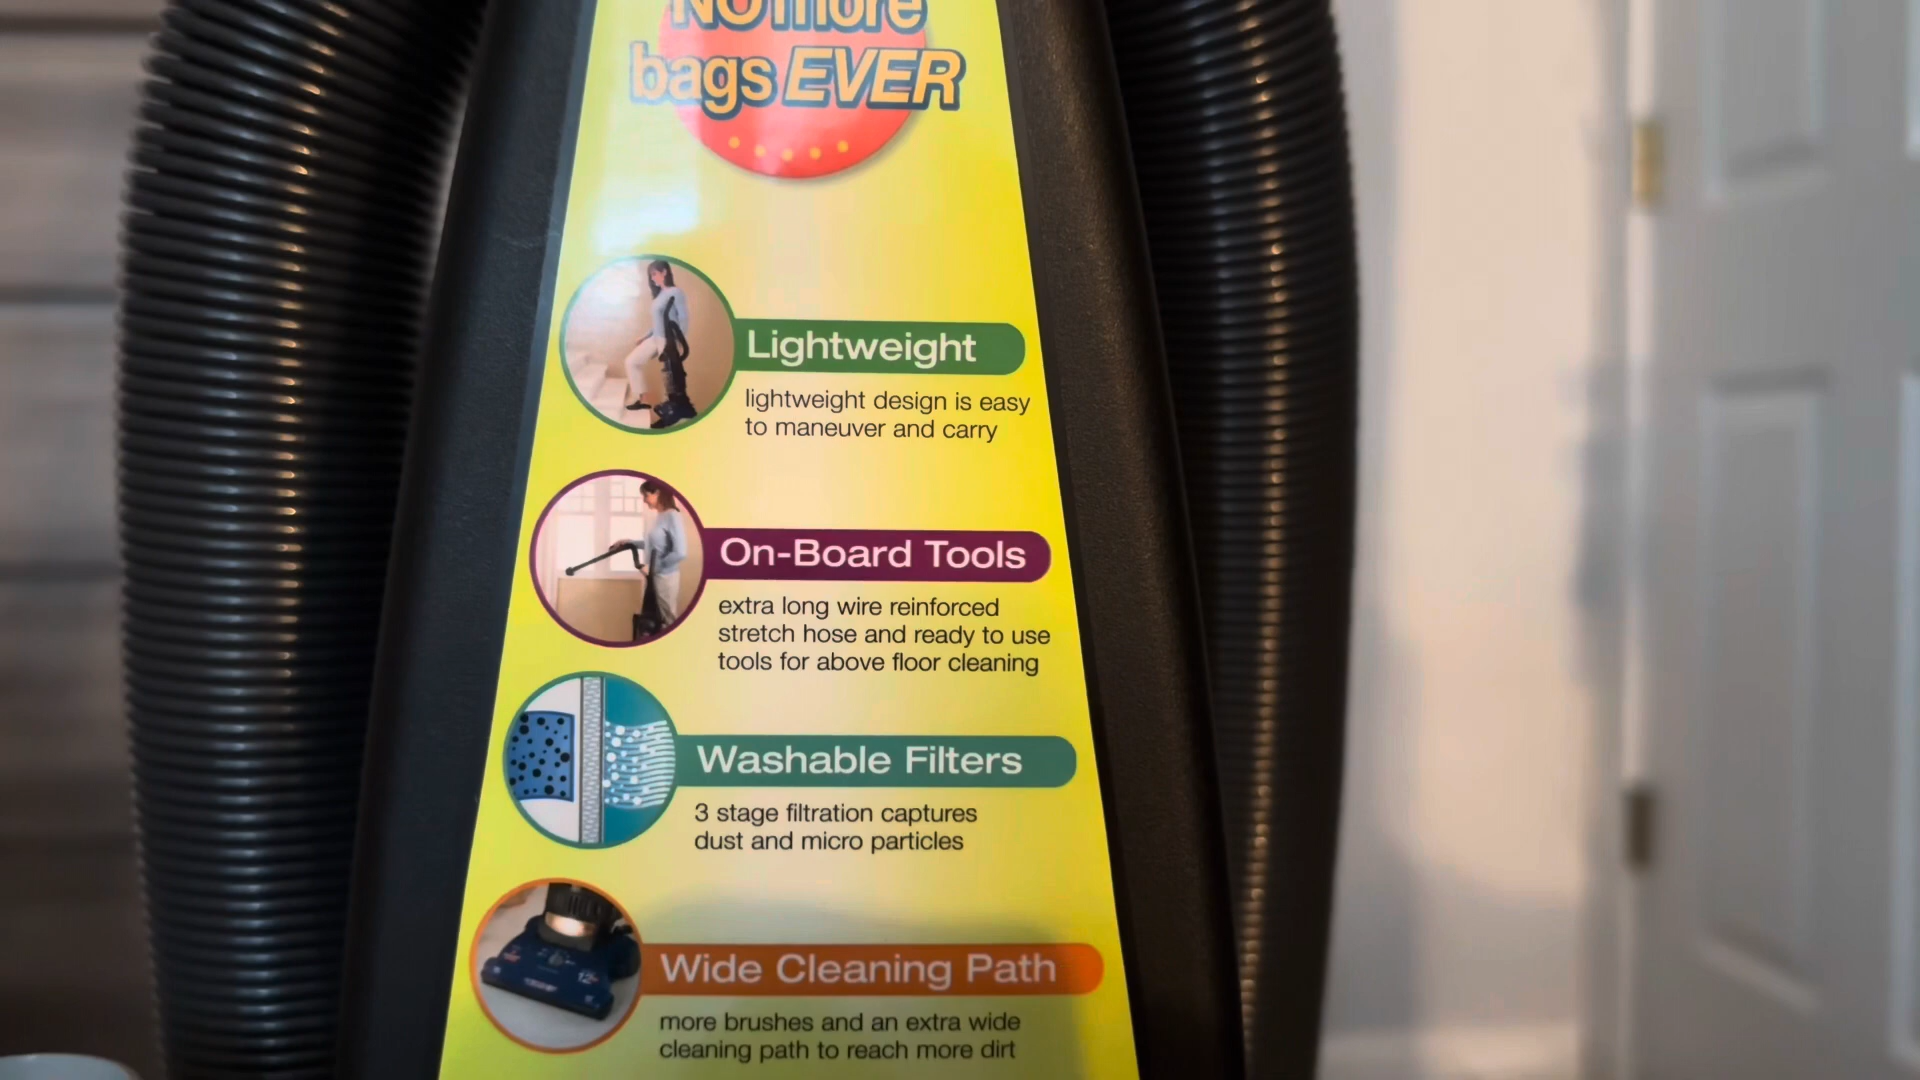 No more
bags EVER
Lightweight
lightweight design is easy
to maneuver and carry
On-Board Tools
extra long wire reinforced
stretch hose and ready to use
tools for above floor cleaning
Washable Filters
3 stage filtration captures
dust and micro particles
Wide Cleaning Path
more brushes and an extra wide
cleaning path to reach more dirt